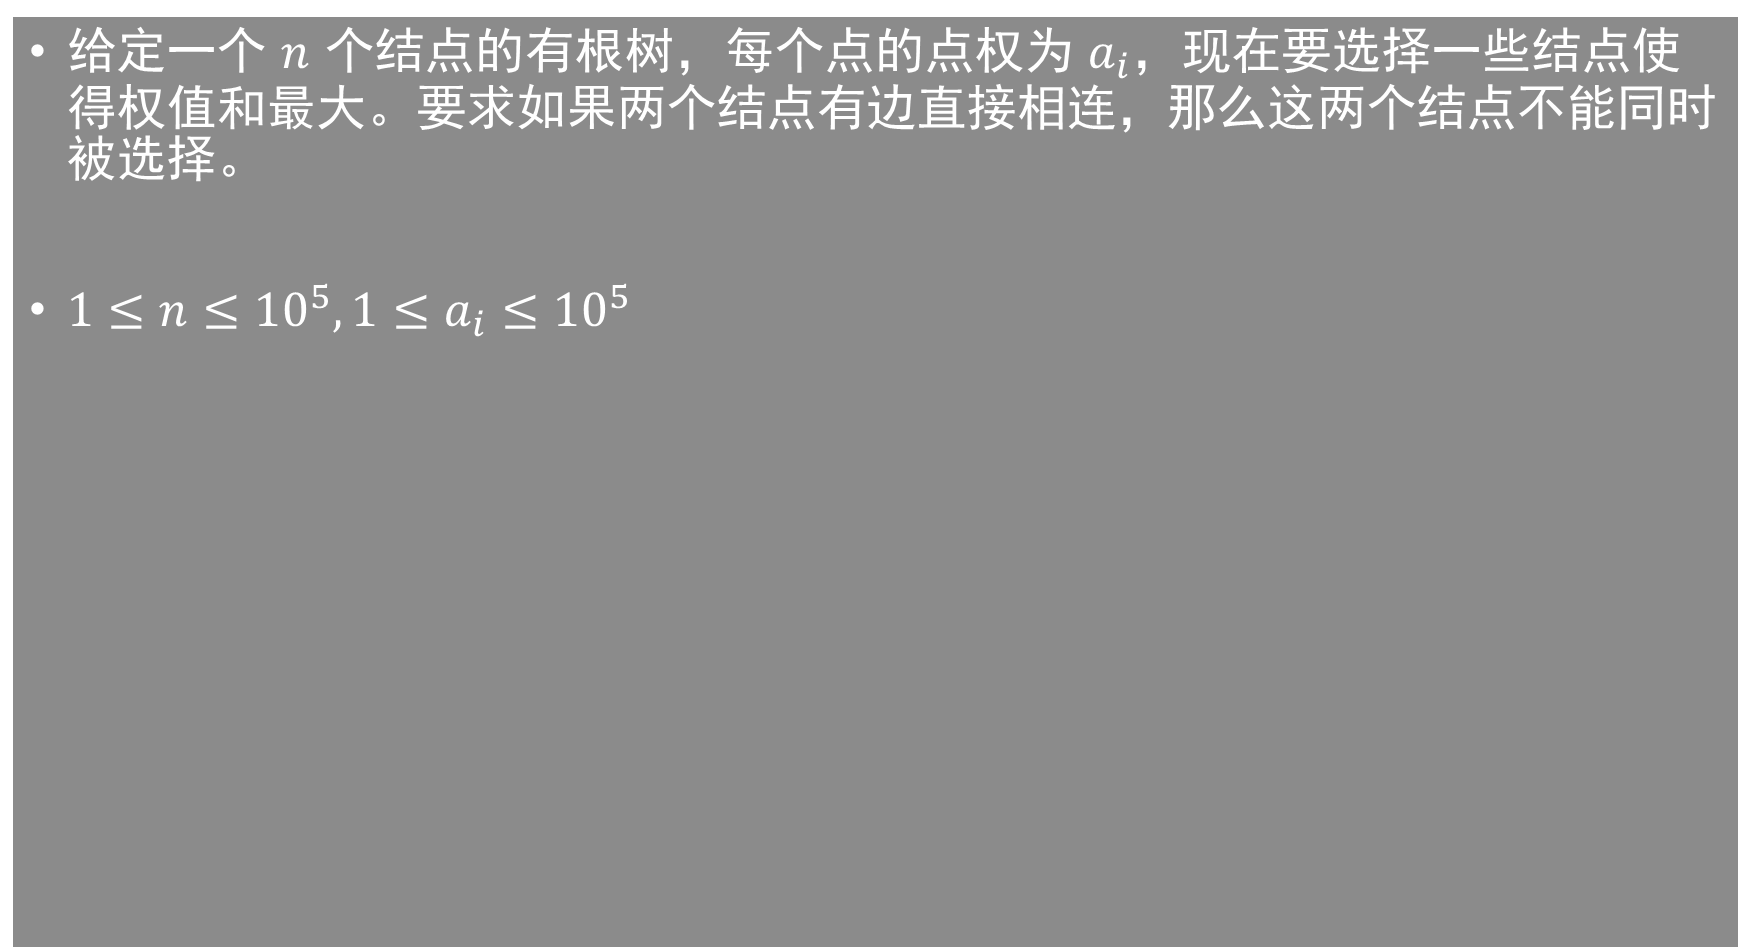 • 给定一个 n 个结点的有根树，每个点的点权为 aᵢ，现在要选择一些结点使
得权值和最大。要求如果两个结点有边直接相连，那么这两个结点不能同时
被选择。
• 1 ≤ n ≤ 10⁵, 1 ≤ aᵢ ≤ 10⁵